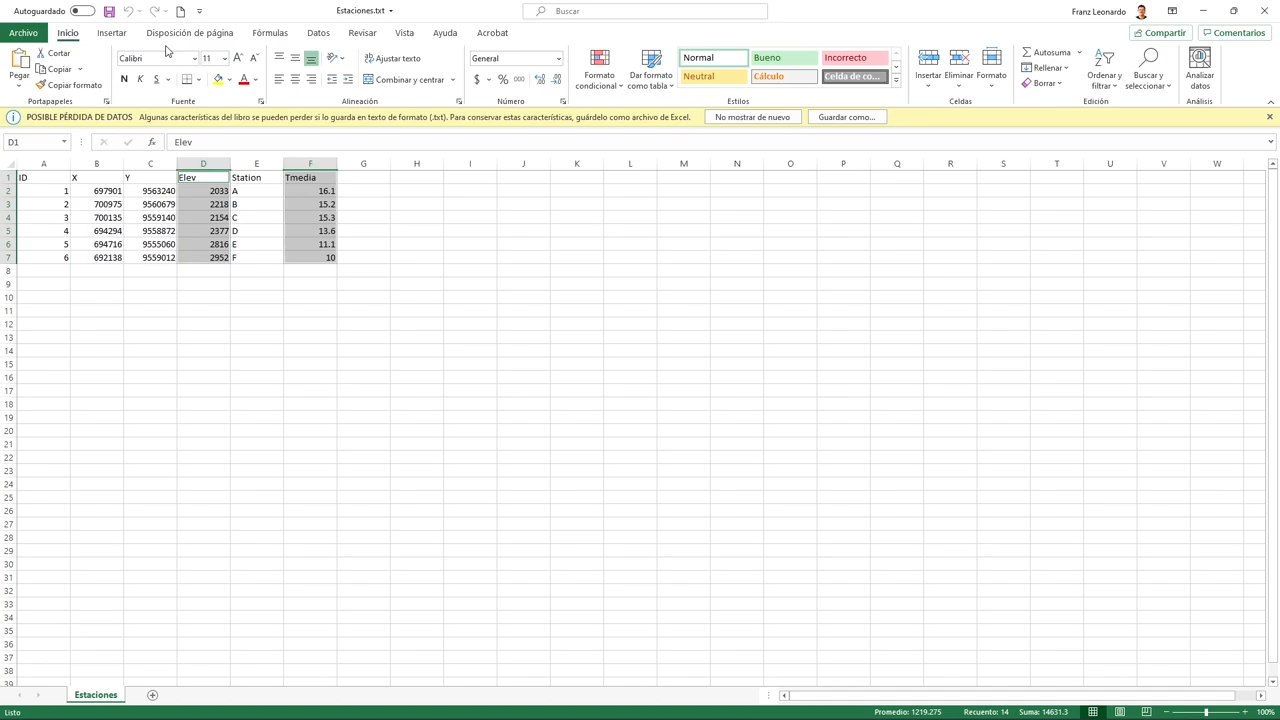 Autoguardado
Estaciones.txt
Buscar
Franz Leonardo
Archivo
Inicio
Insertar
Disposición de página
Fórmulas
Datos
Revisar
Vista
Ayuda
Acrobat
Compartir
Comentarios
Pegar
Cortar
Copiar
Copiar formato
Portapapeles
Calibri
11
N K S
Fuente
Ajustar texto
Combinar y centrar
Alineación
General
$ % 000
Número
Formato condicional
Dar formato como tabla
Normal
Bueno
Incorrecto
Neutral
Cálculo
Celda de co...
Estilos
Insertar
Eliminar
Formato
Celdas
Autosuma
Rellenar
Borrar
Ordenar y filtrar
Buscar y seleccionar
Edición
Analizar datos
Análisis
POSIBLE PÉRDIDA DE DATOS Algunas características del libro se pueden perder si lo guarda en texto de formato (.txt). Para conservar estas características, guárdelo como archivo de Excel.
No mostrar de nuevo
Guardar como...
D1
fx
Elev
A B C D E F G H I J K L M N O P Q R S T U V W
1 ID X Y Elev Station Tmedia
2 1 697901 9563240 2033 A 16.1
3 2 700975 9560679 2218 B 15.2
4 3 700135 9559140 2154 C 15.3
5 4 694294 9558872 2377 D 13.6
6 5 694716 9555060 2816 E 11.1
7 6 692138 9559012 2952 F 10
8
9
10
11
12
13
14
15
16
17
18
19
20
21
22
23
24
25
26
27
28
29
30
31
32
33
34
35
36
37
38
39
Estaciones
Listo
Promedio: 1219.275
Recuento: 14
Suma: 14631.3
100%